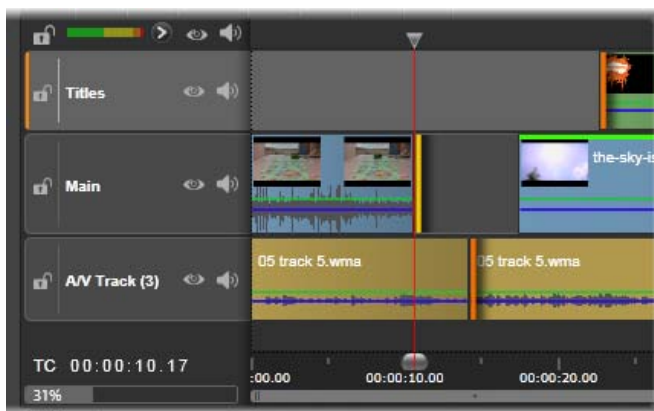 Titles
the-sky-is
Main
05 track 5.wma
05 track 5.wma
A/V Track (3)
TC 00:00:10.17
:00.00
00:00:10.00
00:00:20.00
31%